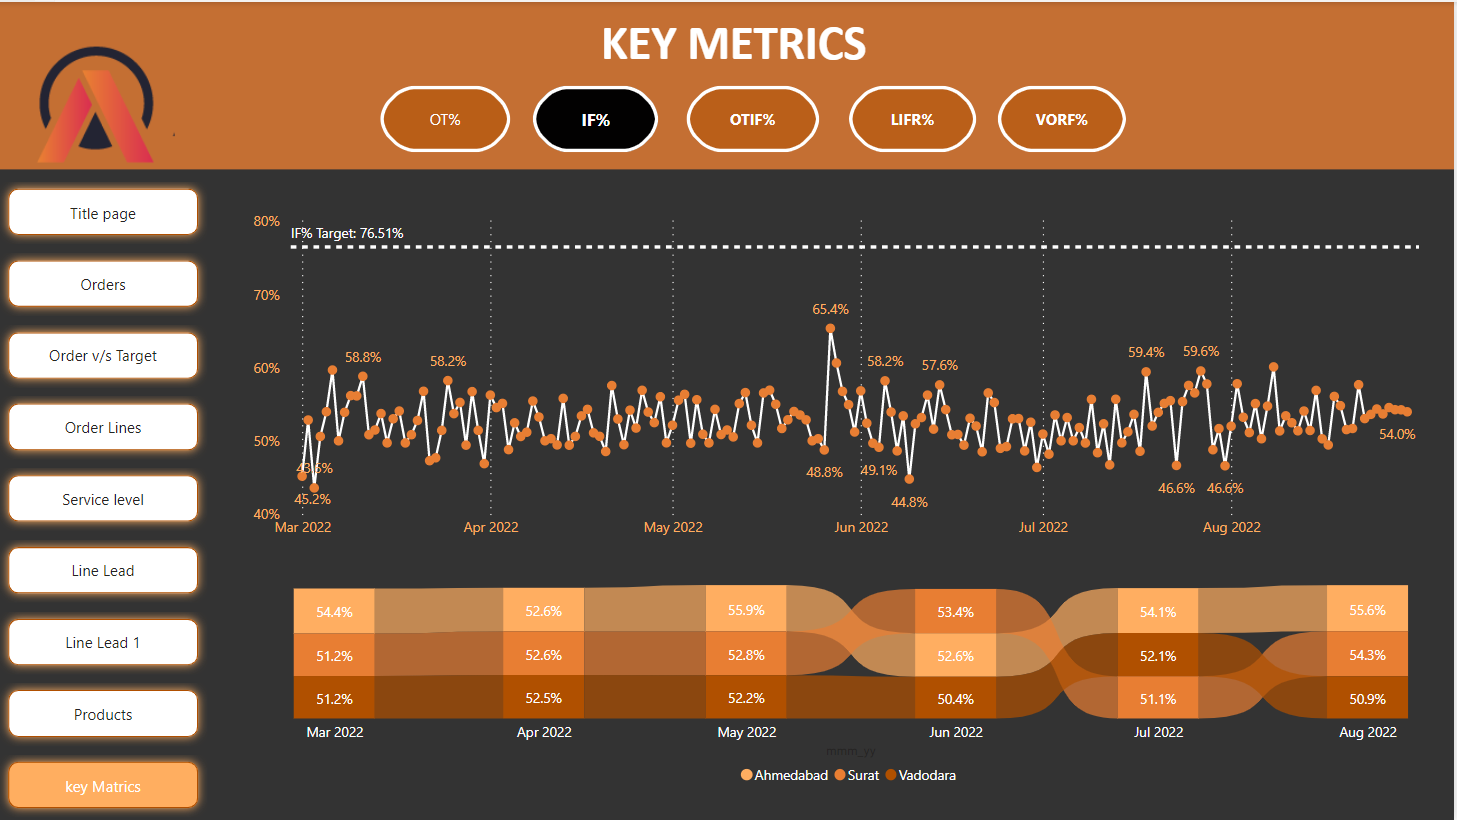 KEY METRICS
OT% IF% OTIF% LIFR% VORF%
Title page
Orders
Order v/s Target
Order Lines
Service level
Line Lead
Line Lead 1
Products
key Matrics
80%
70%
60%
50%
40%
IF% Target: 76.51%
65.4%
58.8% 58.2% 58.2% 57.6% 59.4% 59.6%
43.5% 48.8% 49.1% 54.0%
45.2% 44.8% 46.6% 46.6%
Mar 2022 Apr 2022 May 2022 Jun 2022 Jul 2022 Aug 2022
54.4% 52.6% 55.9% 53.4% 54.1% 55.6%
51.2% 52.6% 52.8% 52.6% 52.1% 54.3%
51.2% 52.5% 52.2% 50.4% 51.1% 50.9%
Mar 2022 Apr 2022 May 2022 Jun 2022 Jul 2022 Aug 2022
mmm_yy
Ahmedabad Surat Vadodara